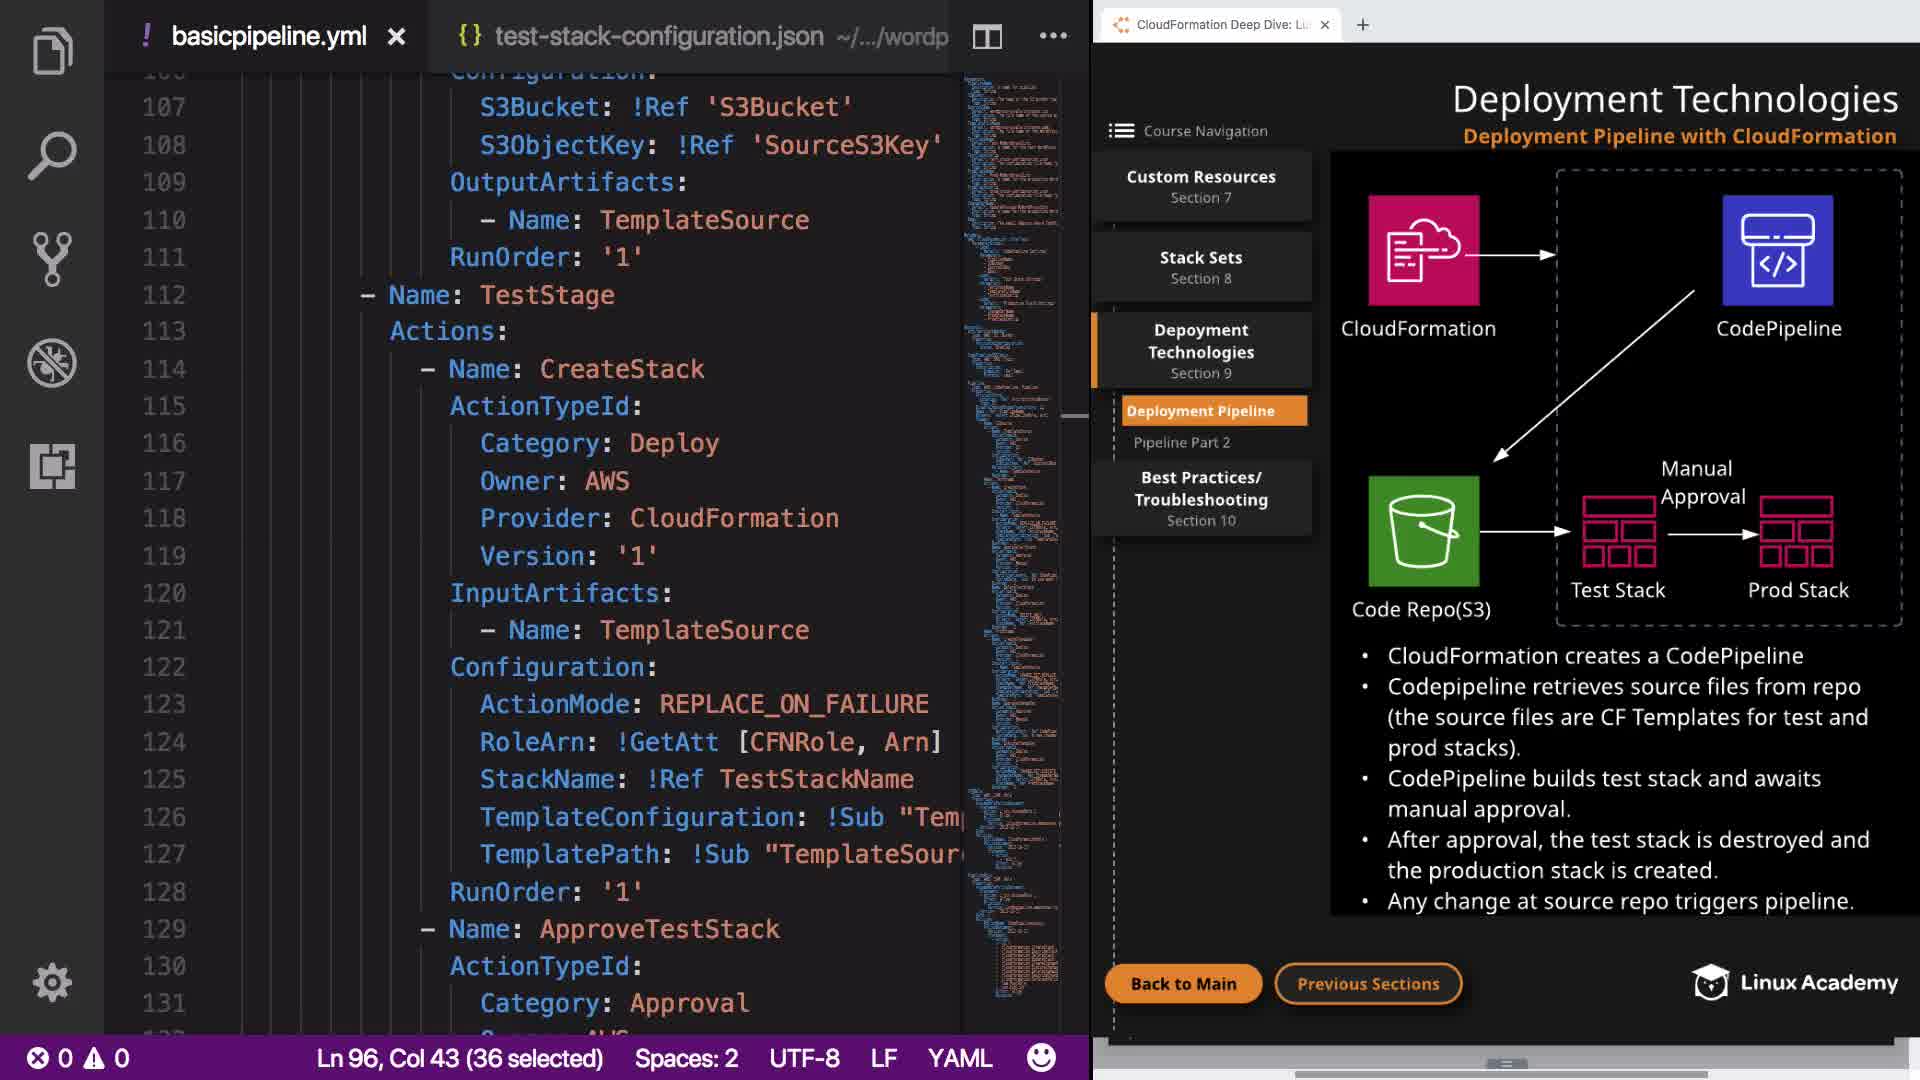 basicpipeline.yml
test-stack-configuration.json ~/.../wordp
Configuration:
107 S3Bucket: !Ref 'S3Bucket'
108 S3ObjectKey: !Ref 'SourceS3Key'
109 OutputArtifacts:
110 - Name: TemplateSource
111 RunOrder: '1'
112 - Name: TestStage
113 Actions:
114 - Name: CreateStack
115 ActionTypeId:
116 Category: Deploy
117 Owner: AWS
118 Provider: CloudFormation
119 Version: '1'
120 InputArtifacts:
121 - Name: TemplateSource
122 Configuration:
123 ActionMode: REPLACE_ON_FAILURE
124 RoleArn: !GetAtt [CFNRole, Arn]
125 StackName: !Ref TestStackName
126 TemplateConfiguration: !Sub "Tem
127 TemplatePath: !Sub "TemplateSour
128 RunOrder: '1'
129 - Name: ApproveTestStack
130 ActionTypeId:
131 Category: Approval
0 0
Ln 96, Col 43 (36 selected) Spaces: 2 UTF-8 LF YAML
CloudFormation Deep Dive: Lu
Deployment Technologies
Deployment Pipeline with CloudFormation
Course Navigation
Custom Resources
Section 7
Stack Sets
Section 8
Depoyment
Technologies
Section 9
Deployment Pipeline
Pipeline Part 2
Best Practices/
Troubleshooting
Section 10
CloudFormation
CodePipeline
Manual
Approval
Code Repo(S3)
Test Stack
Prod Stack
• CloudFormation creates a CodePipeline
• Codepipeline retrieves source files from repo
(the source files are CF Templates for test and
prod stacks).
• CodePipeline builds test stack and awaits
manual approval.
• After approval, the test stack is destroyed and
the production stack is created.
• Any change at source repo triggers pipeline.
Back to Main
Previous Sections
Linux Academy